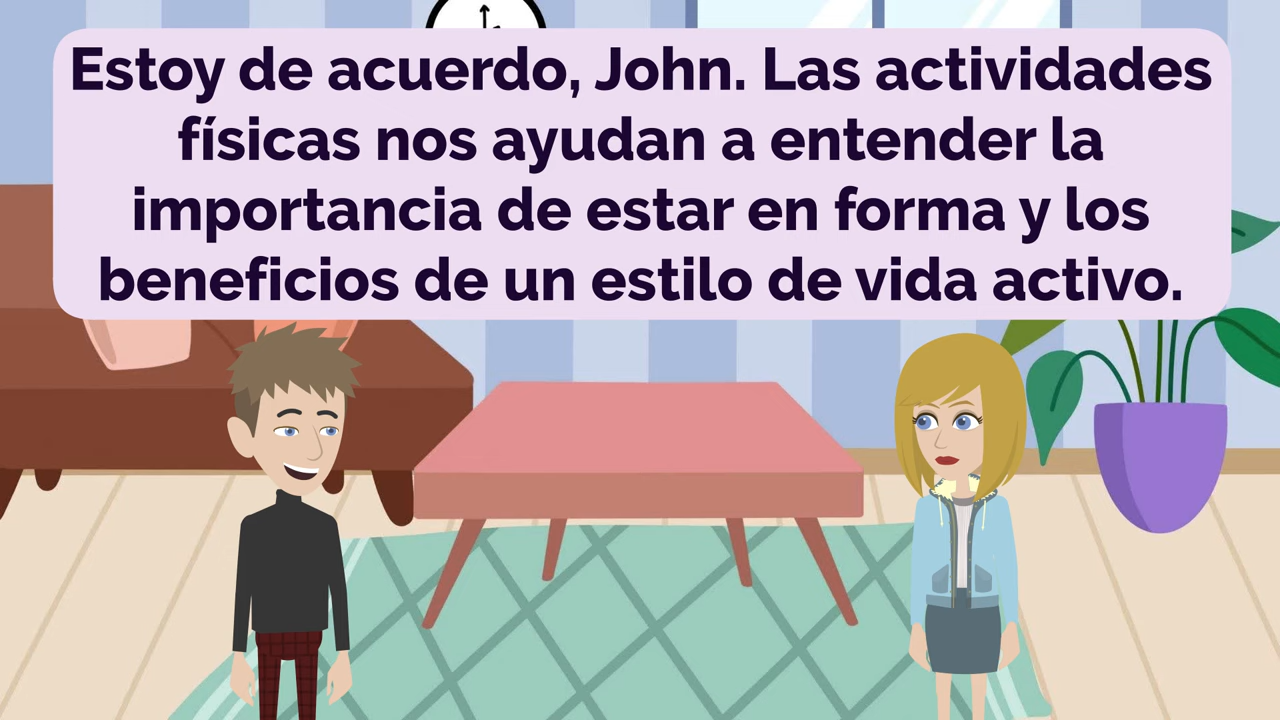 Estoy de acuerdo, John. Las actividades
físicas nos ayudan a entender la
importancia de estar en forma y los
beneficios de un estilo de vida activo.